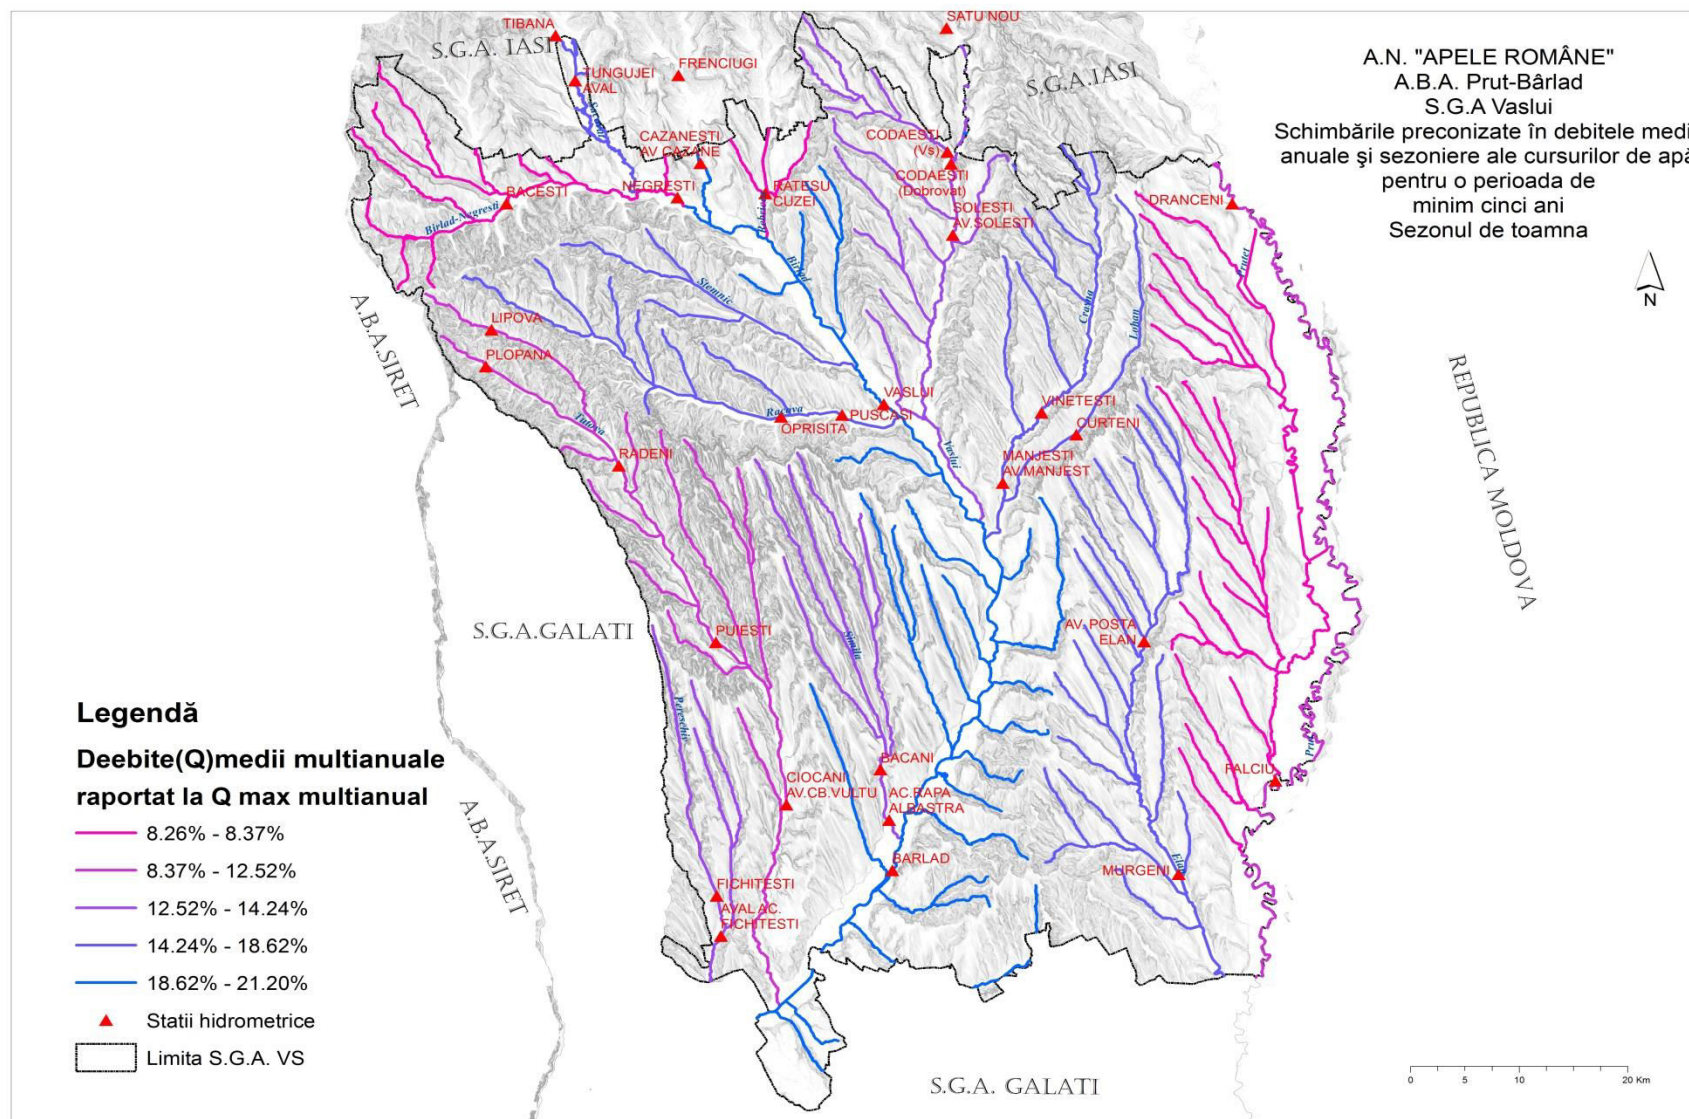 A.N. "APELE ROMÂNE"
A.B.A. Prut-Bârlad
S.G.A Vaslui
Schimbările preconizate în debitele medi
anuale şi sezoniere ale cursurilor de apă
pentru o perioada de
minim cinci ani
Sezonul de toamna
N
TIBANA
S.G.A. IASI
SATU NOU
S.G.A.IASI
TUNGUJEI
AVAL
FRENCIUGI
CAZANESTI
AV CAZANE
CODAESTI
(Vs)
CODAESTI
(Dobrovat)
BACESTI
NEGRESTI
RATESU
CUZEI
SOLESTI
AV.SOLESTI
DRANCENI
Birlad-Negresti
Birlad
Stemnic
Prutet
Crasna
Lohan
A.B.A.SIRET
LIPOVA
PLOPANA
Tutova
RADENI
Racova
OPRISITA
PUSCASI
VASLUI
Vaslui
VINETESTI
CURTENI
MANJESTI
AV.MANJEST
REPUBLICA MOLDOVA
S.G.A.GALATI
PUIESTI
Simila
AV. POSTA
ELAN
Pereschiv
Prut
FALCIU
BACANI
CIOCANI
AV.CB.VULTU
AC.RAPA
ALBASTRA
BARLAD
MURGENI
FICHITESTI
AVAL AC.
FICHITESTI
A.B.A.SIRET
S.G.A. GALATI
Legendă
Deebite(Q)medii multianuale
raportat la Q max multianual
8.26% - 8.37%
8.37% - 12.52%
12.52% - 14.24%
14.24% - 18.62%
18.62% - 21.20%
Statii hidrometrice
Limita S.G.A. VS
0 5 10 20 Km